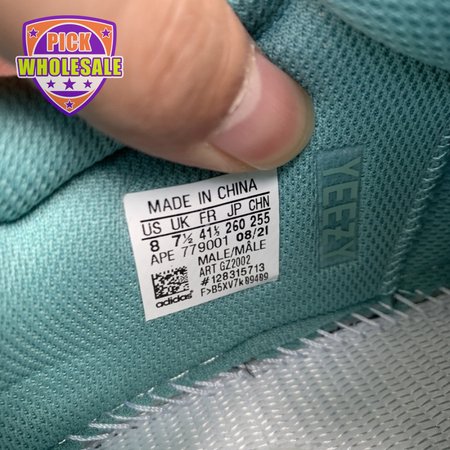 PICK
WHOLESALE
MADE IN CHINA
US UK FR JP CHN
8 7½ 41⅓ 260 255
APE 779001 08/21
MALE/MÂLE
ART GZ2002
#128315713
F>B5XV7k09489
adidas
YEEZY